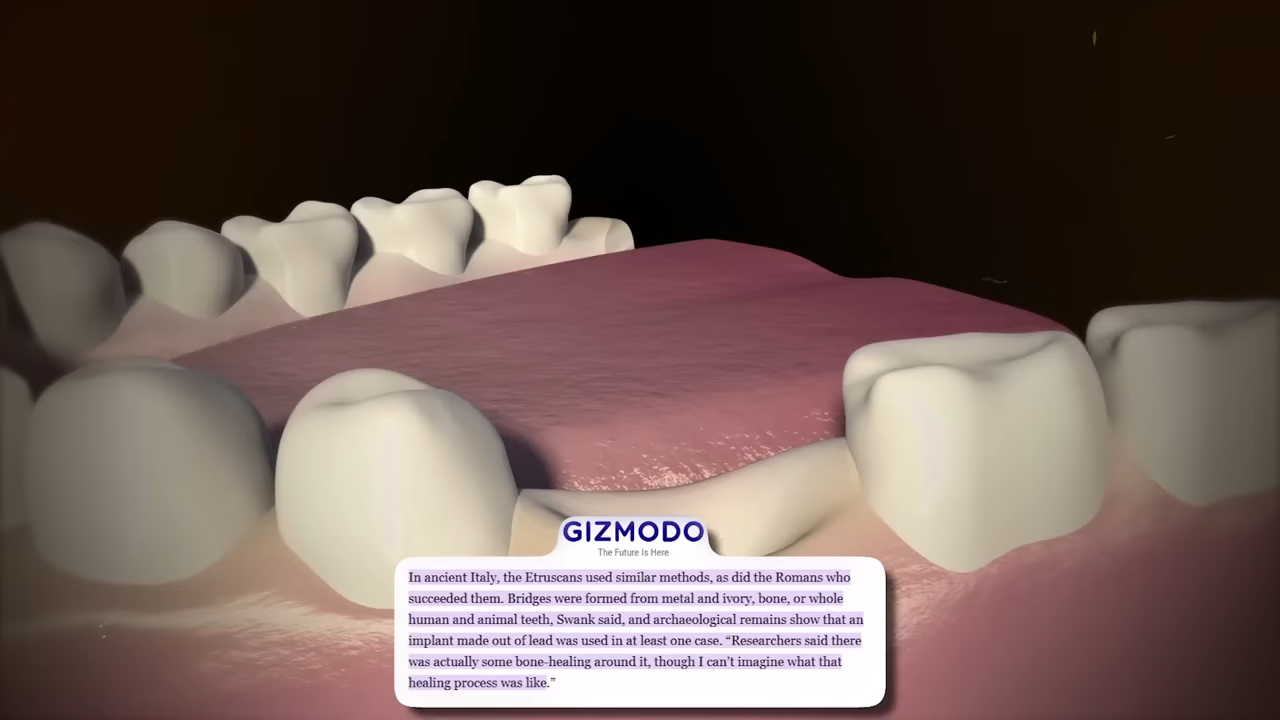 GIZMODO
The Future Is Here
In ancient Italy, the Etruscans used similar methods, as did the Romans who
succeeded them. Bridges were formed from metal and ivory, bone, or whole
human and animal teeth, Swank said, and archaeological remains show that an
implant made out of lead was used in at least one case. “Researchers said there
was actually some bone-healing around it, though I can’t imagine what that
healing process was like.”